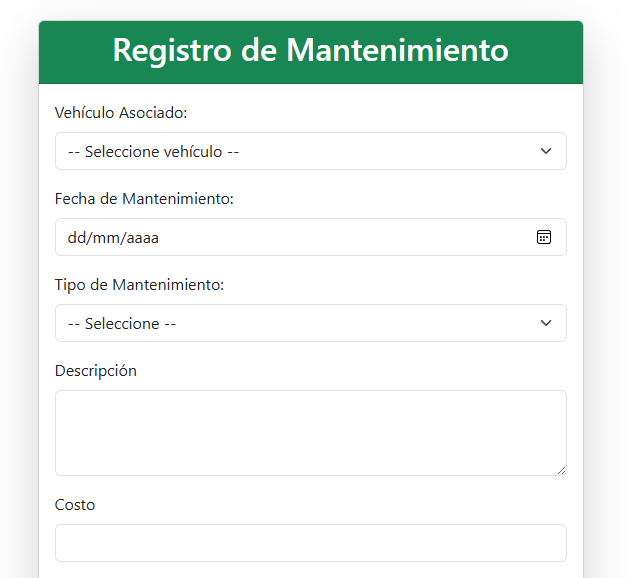 Registro de Mantenimiento
Vehículo Asociado:
-- Seleccione vehículo --
Fecha de Mantenimiento:
dd/mm/aaaa
Tipo de Mantenimiento:
-- Seleccione --
Descripción
Costo